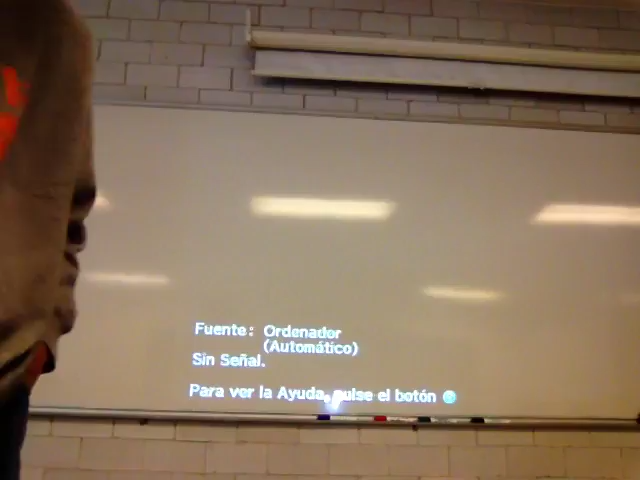 Fuente: Ordenador
(Automático)
Sin Señal.
Para ver la Ayuda, pulse el botón